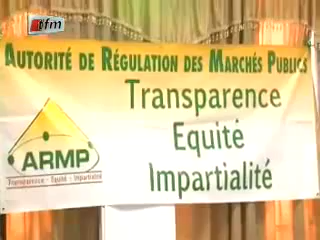 tfm
AUTORITÉ DE RÉGULATION DES MARCHÉS PUBLICS
Transparence
Equité
Impartialité
ARMP
Transparence - Equité - Impartialité